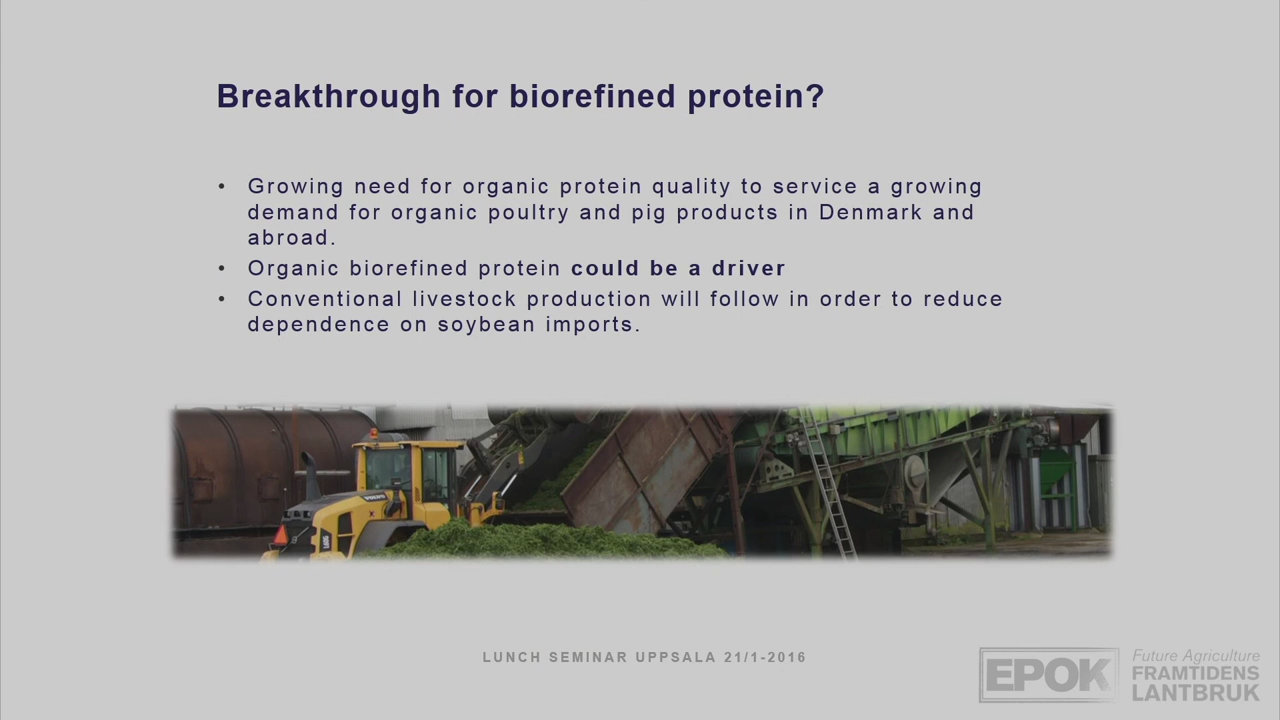 Breakthrough for biorefined protein?
• Growing need for organic protein quality to service a growing
demand for organic poultry and pig products in Denmark and
abroad.
• Organic biorefined protein could be a driver
• Conventional livestock production will follow in order to reduce
dependence on soybean imports.
VOLVO
LUNCH SEMINAR UPPSALA 21/1-2016
EPOK
Future Agriculture
FRAMTIDENS
LANTBRUK